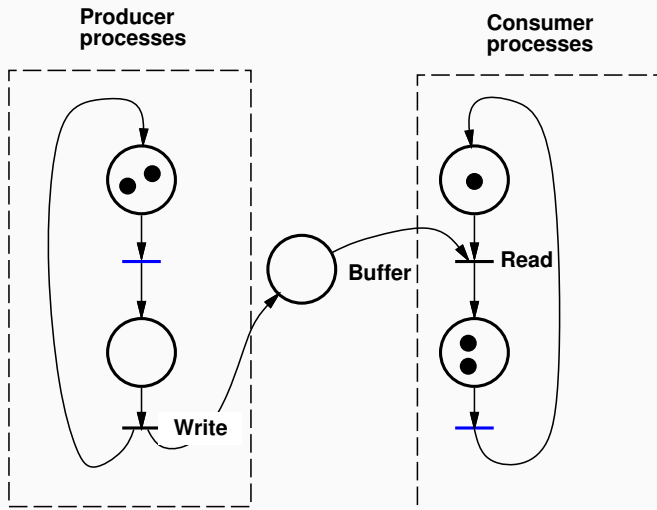 Producer
processes
Consumer
processes
Buffer
Read
Write